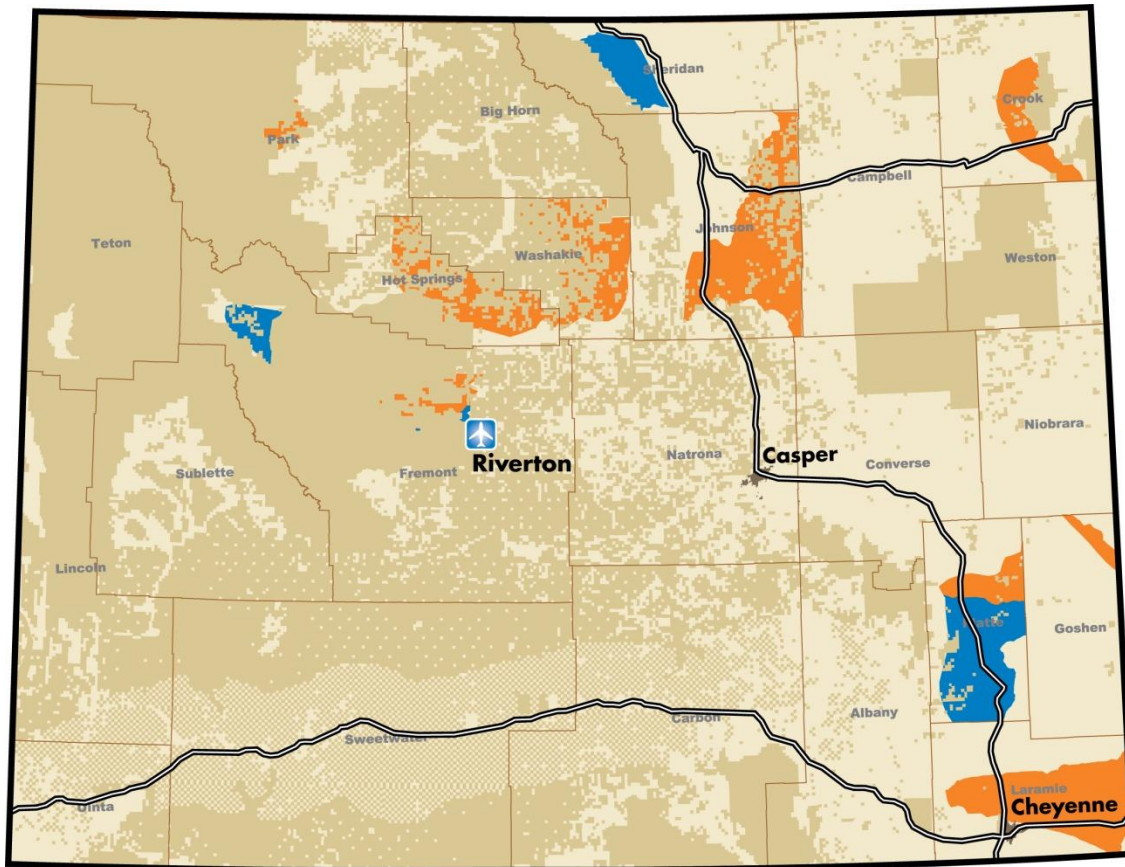 Sheridan
Big Horn
Crook
Park
Campbell
Teton
Johnson
Washakie
Weston
Hot Springs
Niobrara
Casper
Natrona
Riverton
Converse
Sublette
Fremont
Lincoln
Platte
Goshen
Albany
Carbon
Sweetwater
Laramie
Uinta
Cheyenne